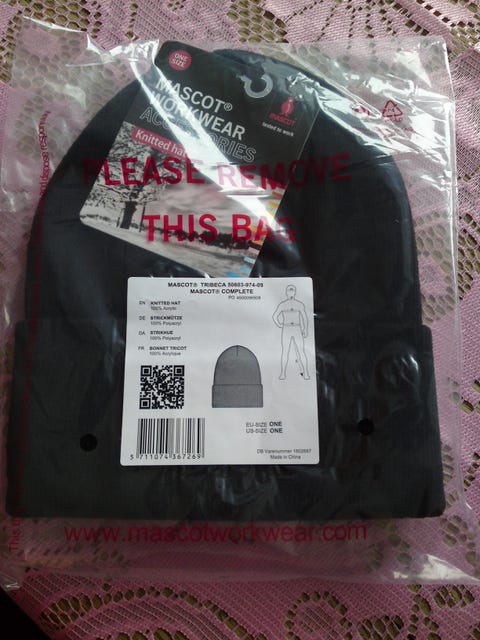 ONE
SIZE
MASCOT®
WORKWEAR
ACCESSORIES
Knitted hat
MASCOT
tested to work
PLEASE REMOVE
THIS BAG
MASCOT® TRIBECA 50603-974-09
MASCOT® COMPLETE
EN KNITTED HAT
100% Acrylic
DE STRICKMÜTZE
100% Polyacryl
DA STRIKHUE
100% Polyacryl
FR BONNET TRICOT
100% Acrylique
EU-SIZE ONE
US-SIZE ONE
5 711074 367269
Made in China
www.mascotworkwear.com